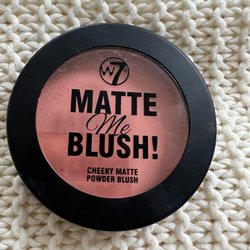 W7
MATTE
Me
BLUSH!
CHEEKY MATTE
POWDER BLUSH